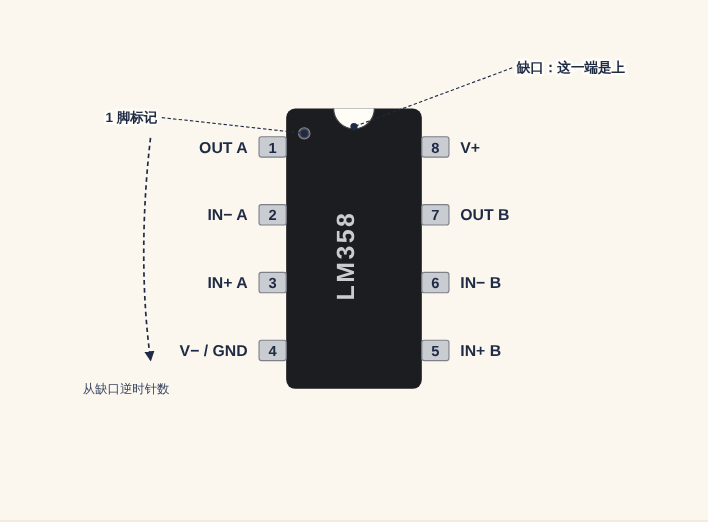 缺口：这一端是上
1 脚标记
OUT A 1
8 V+
IN− A 2
7 OUT B
IN+ A 3
6 IN− B
V− / GND 4
5 IN+ B
LM358
从缺口逆时针数